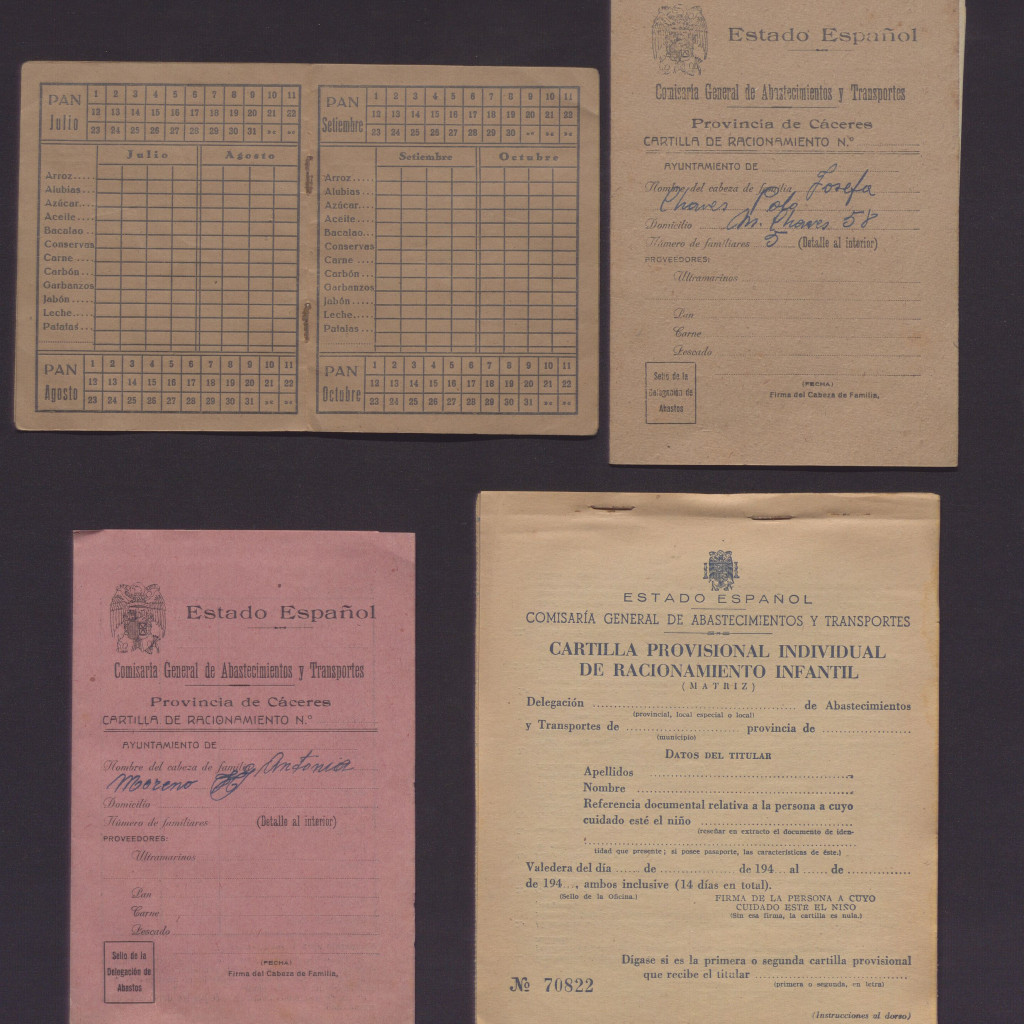 PAN
Julio
1 2 3 4 5 6 7 8 9 10 11
12 13 14 15 16 17 18 19 20 21 22
23 24 25 26 27 28 29 30 31
Julio Agosto
Arroz.....
Alubias....
Azúcar....
Aceite....
Bacalao...
Conservas
Carne....
Carbón...
Garbanzos
Jabón.....
Leche....
Patatas...
PAN
Agosto
1 2 3 4 5 6 7 8 9 10 11
12 13 14 15 16 17 18 19 20 21 22
23 24 25 26 27 28 29 30 31
PAN
Setiembre
1 2 3 4 5 6 7 8 9 10 11
12 13 14 15 16 17 18 19 20 21 22
23 24 25 26 27 28 29 30
Setiembre Octubre
Arroz.....
Alubias....
Azúcar....
Aceite....
Bacalao...
Conservas
Carne....
Carbón...
Garbanzos
Jabón.....
Leche....
Patatas...
PAN
Octubre
1 2 3 4 5 6 7 8 9 10 11
12 13 14 15 16 17 18 19 20 21 22
23 24 25 26 27 28 29 30 31
Estado Español
Comisaría General de Abastecimientos y Transportes
Provincia de Cáceres
CARTILLA DE RACIONAMIENTO N.º
AYUNTAMIENTO DE
Nombre del cabeza de familia Josefa
Chaves Polo
Domicilio M. Chaves 58
Número de familiares 5 (Detalle al interior)
PROVEEDORES:
Ultramarinos
Pan
Carne
Pescado
Sello de la
Delegación de
Abastos
(FECHA)
Firma del Cabeza de Familia,
Estado Español
Comisaría General de Abastecimientos y Transportes
Provincia de Cáceres
CARTILLA DE RACIONAMIENTO N.º
AYUNTAMIENTO DE
Nombre del cabeza de familia Antonia
Moreno
Domicilio
Número de familiares (Detalle al interior)
PROVEEDORES:
Ultramarinos
Pan
Carne
Pescado
Sello de la
Delegación de
Abastos
(FECHA)
Firma del Cabeza de Familia,
ESTADO ESPAÑOL
COMISARÍA GENERAL DE ABASTECIMIENTOS Y TRANSPORTES
CARTILLA PROVISIONAL INDIVIDUAL
DE RACIONAMIENTO INFANTIL
(MATRIZ)
Delegación ........ de Abastecimientos
(provincial, local especial o local)
y Transportes de ........ provincia de ........
(municipio)
DATOS DEL TITULAR
Apellidos ........
Nombre ........
Referencia documental relativa a la persona a cuyo
cuidado esté el niño ........
(reseñar en extracto el documento de iden-
tidad que presente; si posee pasaporte, las características de éste.)
Valedera del día ...... de ........ de 194... al ...... de ........
de 194..., ambos inclusive (14 días en total).
(Sello de la Oficina.)
FIRMA DE LA PERSONA A CUYO
CUIDADO ESTE EL NIÑO
(Sin esa firma, la cartilla es nula.)
Dígase si es la primera o segunda cartilla provisional
que recibe el titular ........
(primera o segunda, en letra)
Nº 70822
(Instrucciones al dorso)